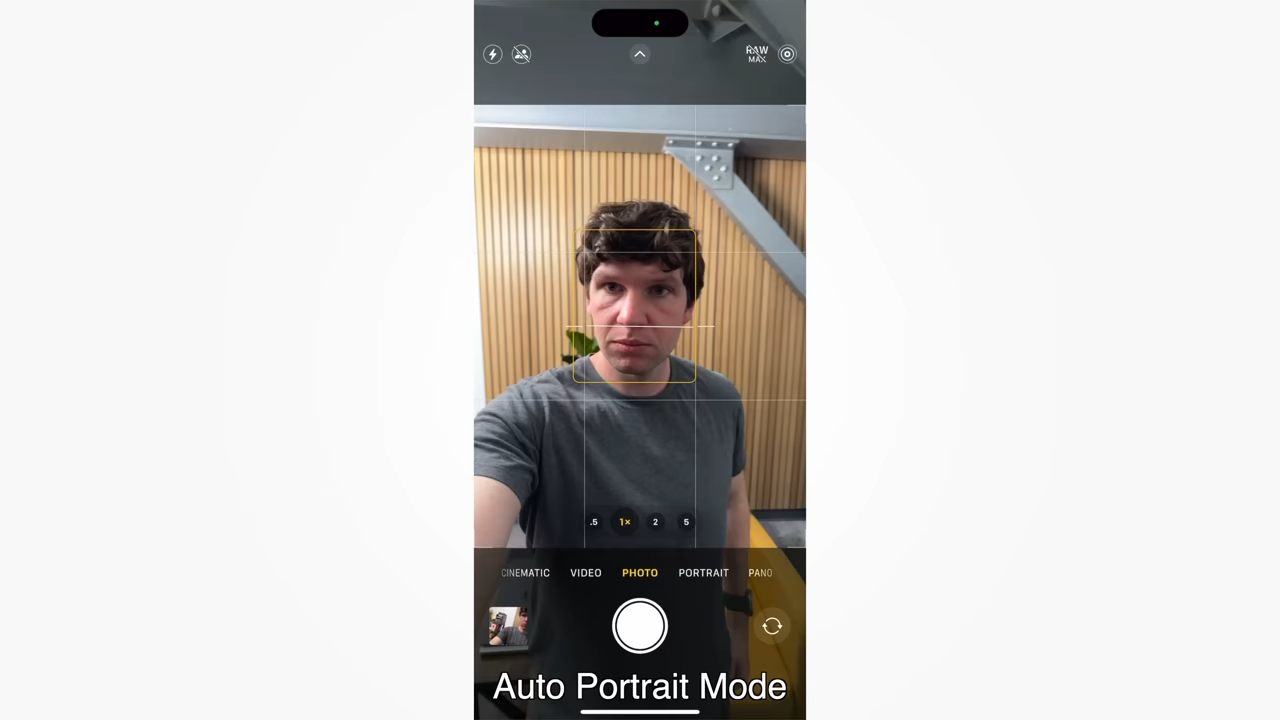 RAW
MAX
.5 1× 2 5
CINEMATIC VIDEO PHOTO PORTRAIT PANO
Auto Portrait Mode